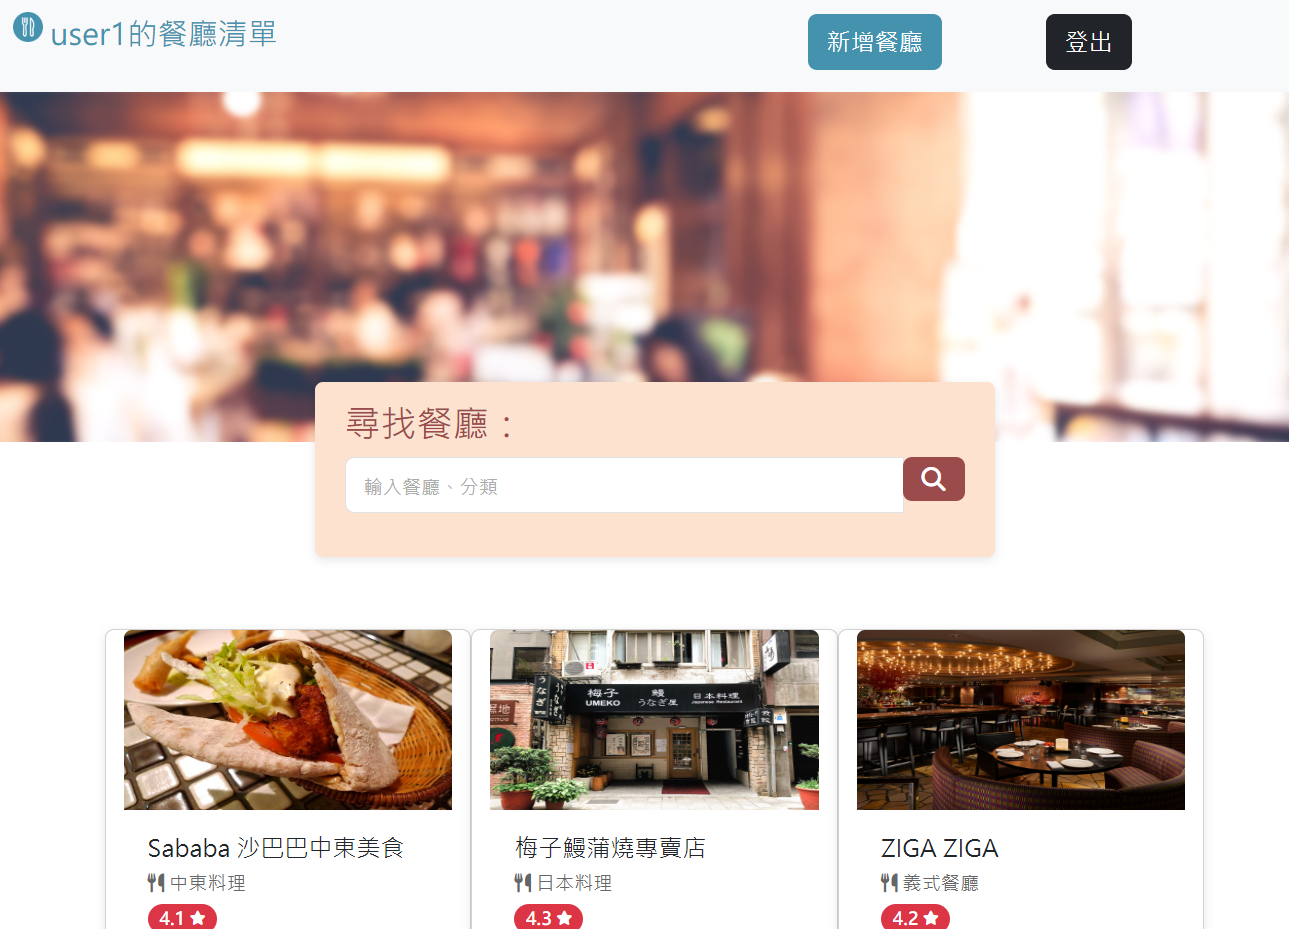 user1的餐廳清單
新增餐廳
登出
尋找餐廳：
輸入餐廳、分類
うなぎ
梅子
UMEKO
鰻
うなぎ屋
日本料理
Japanese Restaurant
梅
Sababa 沙巴巴中東美食
中東料理
4.1
梅子鰻蒲燒專賣店
日本料理
4.3
ZIGA ZIGA
義式餐廳
4.2